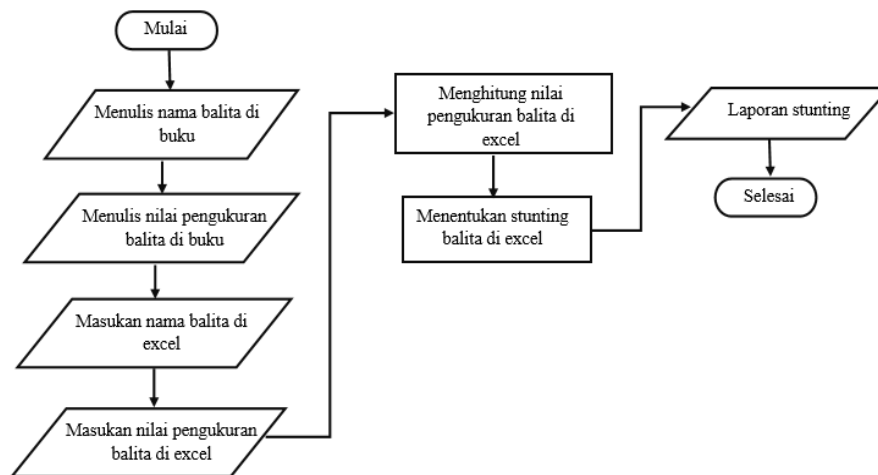 Mulai
Menulis nama balita di
buku
Menulis nilai pengukuran
balita di buku
Masukan nama balita di
excel
Masukan nilai pengukuran
balita di excel
Menghitung nilai
pengukuran balita di
excel
Menentukan stunting
balita di excel
Laporan stunting
Selesai